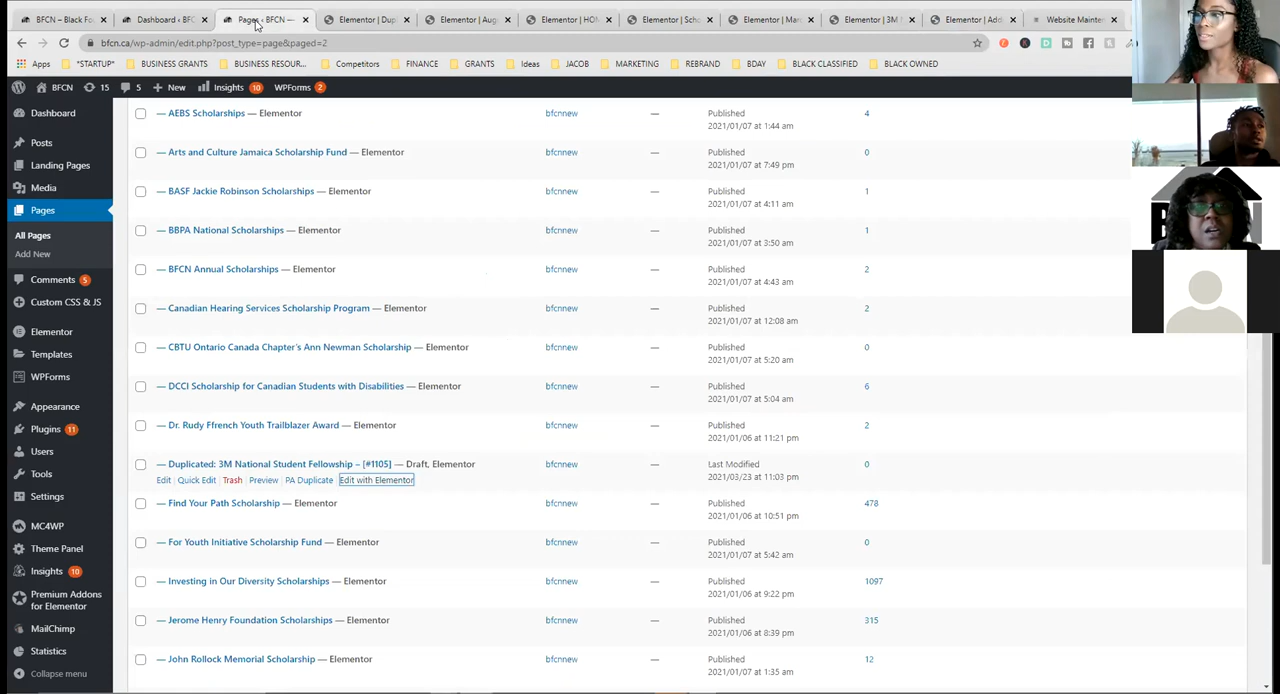 BFCN – Black Fou
Dashboard ‹ BFC
Pages ‹ BFCN —
Elementor | Dup
Elementor | Aug
Elementor | HON
Elementor | Scho
Elementor | Mar
Elementor | 3M N
Elementor | Addi
Website Mainten
bfcn.ca/wp-admin/edit.php?post_type=page&paged=2
Apps
*STARTUP*
BUSINESS GRANTS
BUSINESS RESOUR...
Competitors
FINANCE
GRANTS
Ideas
JACOB
MARKETING
REBRAND
BDAY
BLACK CLASSIFIED
BLACK OWNED
BFCN
15
5
New
Insights 10
WPForms 2
Dashboard
Posts
Landing Pages
Media
Pages
All Pages
Add New
Comments 5
Custom CSS & JS
Elementor
Templates
WPForms
Appearance
Plugins 11
Users
Tools
Settings
MC4WP
Theme Panel
Insights 10
Premium Addons
for Elementor
MailChimp
Statistics
Collapse menu
— AEBS Scholarships — Elementor bfcnnew — Published 4
2021/01/07 at 1:44 am
— Arts and Culture Jamaica Scholarship Fund — Elementor bfcnnew — Published 0
2021/01/07 at 7:49 pm
— BASF Jackie Robinson Scholarships — Elementor bfcnnew — Published 1
2021/01/07 at 4:11 am
— BBPA National Scholarships — Elementor bfcnnew — Published 1
2021/01/07 at 3:50 am
— BFCN Annual Scholarships — Elementor bfcnnew — Published 2
2021/01/07 at 4:43 am
— Canadian Hearing Services Scholarship Program — Elementor bfcnnew — Published 2
2021/01/07 at 12:08 am
— CBTU Ontario Canada Chapter's Ann Newman Scholarship — Elementor bfcnnew — Published 0
2021/01/07 at 5:20 am
— DCCI Scholarship for Canadian Students with Disabilities — Elementor bfcnnew — Published 6
2021/01/07 at 5:04 am
— Dr. Rudy Ffrench Youth Trailblazer Award — Elementor bfcnnew — Published 2
2021/01/06 at 11:21 pm
— Duplicated: 3M National Student Fellowship – [#1105] — Draft, Elementor bfcnnew — Last Modified 0
Edit | Quick Edit | Trash | Preview | PA Duplicate | Edit with Elementor 2021/03/23 at 11:03 pm
— Find Your Path Scholarship — Elementor bfcnnew — Published 478
2021/01/06 at 10:51 pm
— For Youth Initiative Scholarship Fund — Elementor bfcnnew — Published 0
2021/01/07 at 5:42 am
— Investing in Our Diversity Scholarships — Elementor bfcnnew — Published 1097
2021/01/06 at 9:22 pm
— Jerome Henry Foundation Scholarships — Elementor bfcnnew — Published 315
2021/01/06 at 8:39 pm
— John Rollock Memorial Scholarship — Elementor bfcnnew — Published 12
2021/01/07 at 1:35 am